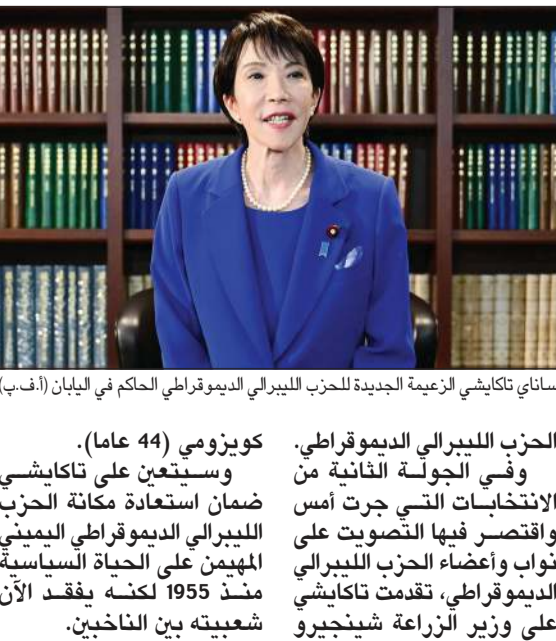 ساناي تاكايشي الزعيمة الجديدة للحزب الليبرالي الديموقراطي الحاكم في اليابان (أ.ف.پ)
الحزب الليبرالي الديموقراطي.
وفي الجولة الثانية من
الانتخابات التي جرت أمس
واقتصر فيها التصويت على
نواب وأعضاء الحزب الليبرالي
الديموقراطي، تقدمت تاكايشي
على وزير الزراعة شينجيرو
كويزومي (44 عاما).
وسيتعين على تاكايشي
ضمان استعادة مكانة الحزب
الليبرالي الديموقراطي اليميني
المهيمن على الحياة السياسية
منذ 1955 لكنه يفقد الآن
شعبيته بين الناخبين.